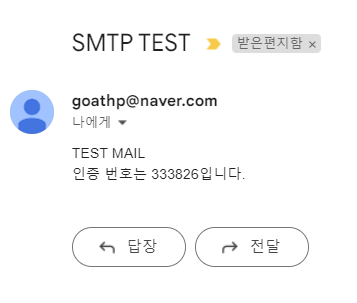 SMTP TEST 받은편지함 ×
goathp@naver.com
나에게
TEST MAIL
인증 번호는 333826입니다.
답장 전달